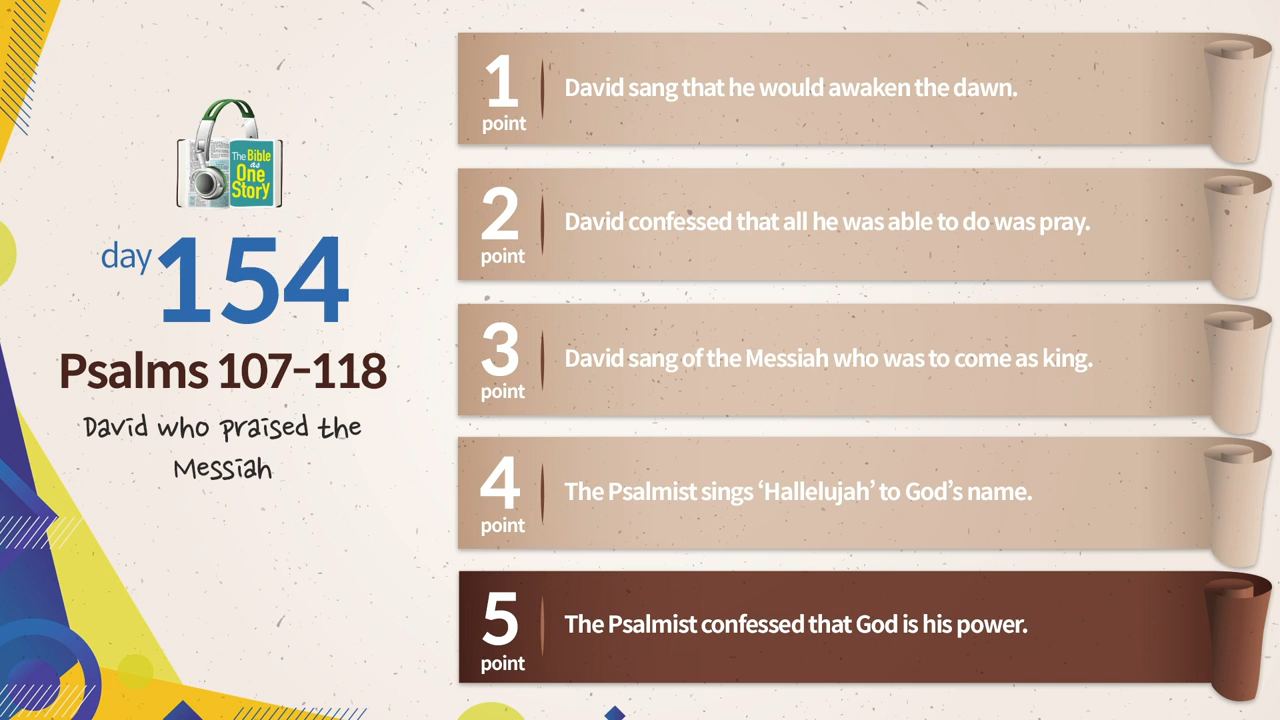 The Bible
as
One
Story
day 154
Psalms 107-118
David who praised the
Messiah
1
point
David sang that he would awaken the dawn.
2
point
David confessed that all he was able to do was pray.
3
point
David sang of the Messiah who was to come as king.
4
point
The Psalmist sings ‘Hallelujah’ to God’s name.
5
point
The Psalmist confessed that God is his power.